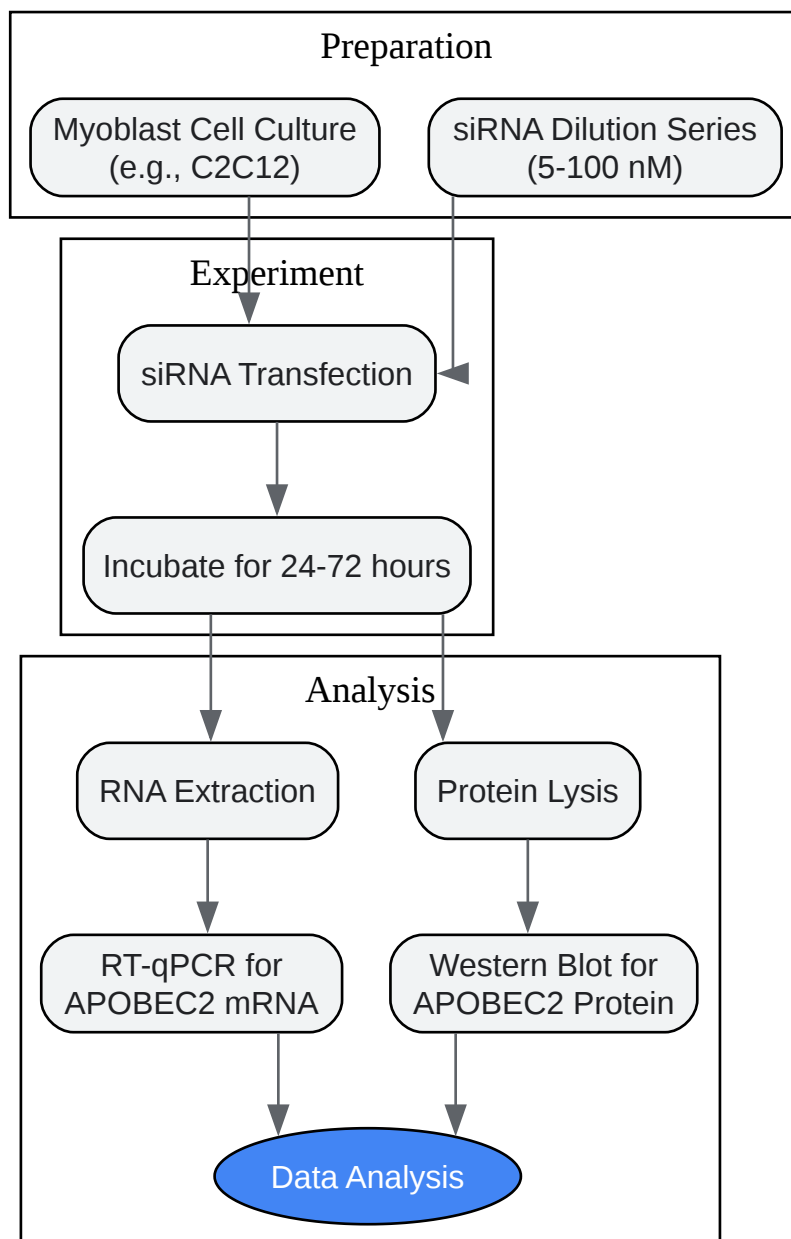 Preparation
Myoblast Cell Culture
(e.g., C2C12)
siRNA Dilution Series
(5-100 nM)
Experiment
siRNA Transfection
Incubate for 24-72 hours
Analysis
RNA Extraction
Protein Lysis
RT-qPCR for
APOBEC2 mRNA
Western Blot for
APOBEC2 Protein
Data Analysis